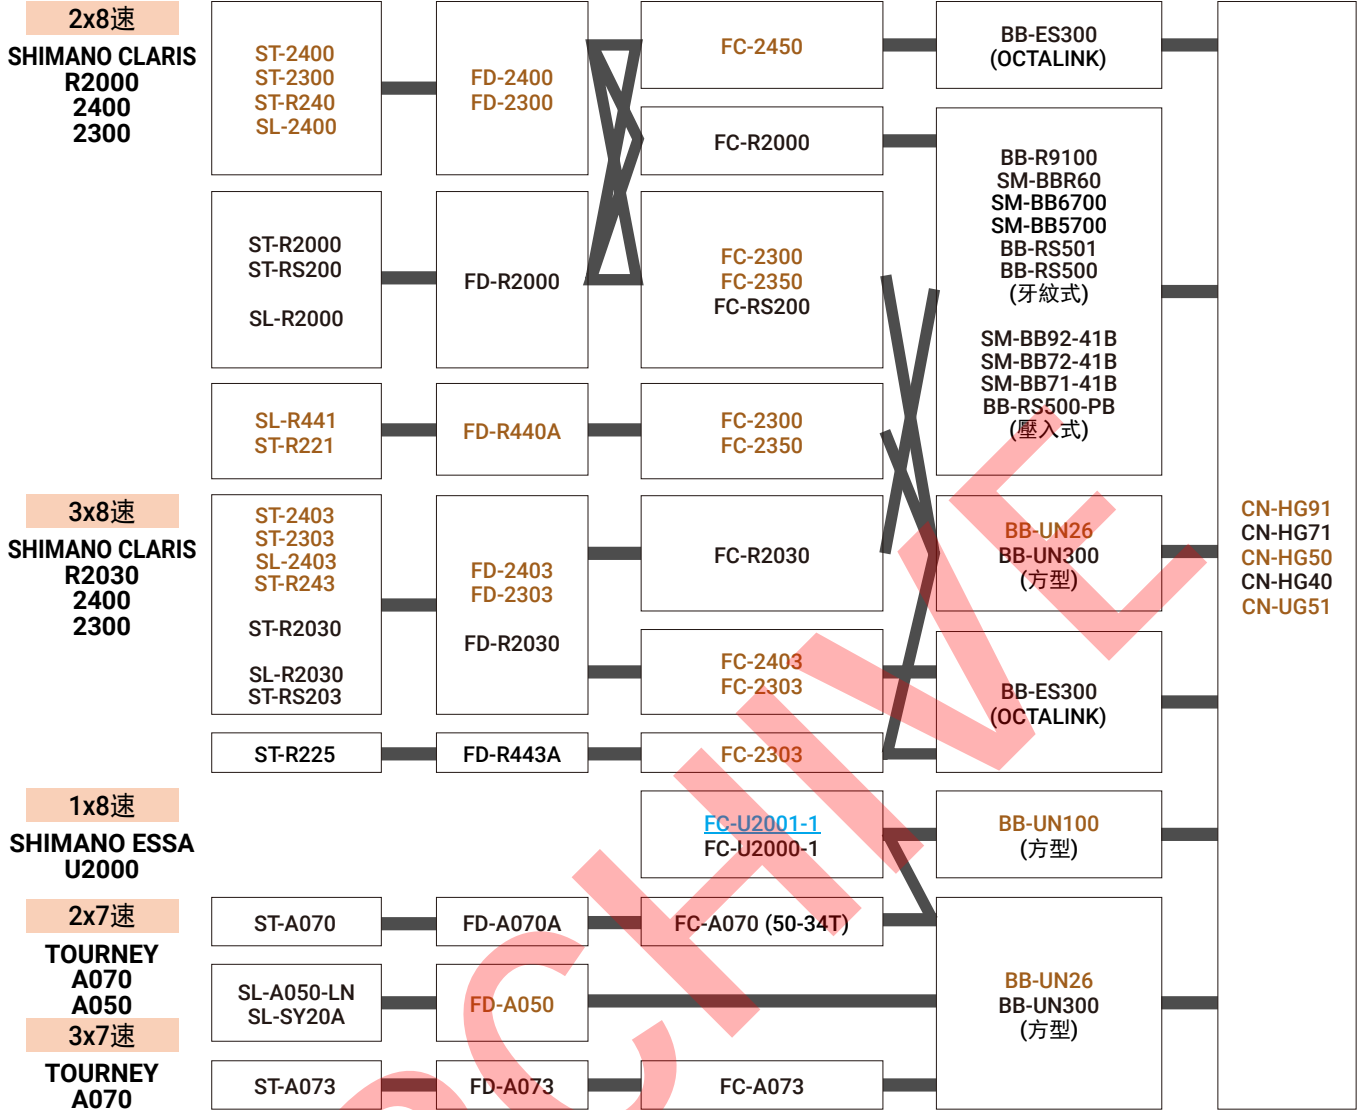 2x8速
SHIMANO CLARIS
R2000
2400
2300
ST-2400
ST-2300
ST-R240
SL-2400
FD-2400
FD-2300
FC-2450
BB-ES300
(OCTALINK)
FC-R2000
BB-R9100
SM-BBR60
SM-BB6700
SM-BB5700
BB-RS501
BB-RS500
(牙紋式)
SM-BB92-41B
SM-BB72-41B
SM-BB71-41B
BB-RS500-PB
(壓入式)
ST-R2000
ST-RS200
SL-R2000
FD-R2000
FC-2300
FC-2350
FC-RS200
SL-R441
ST-R221
FD-R440A
FC-2300
FC-2350
3x8速
SHIMANO CLARIS
R2030
2400
2300
ST-2403
ST-2303
SL-2403
ST-R243
ST-R2030
SL-R2030
ST-RS203
FD-2403
FD-2303
FD-R2030
FC-R2030
BB-UN26
BB-UN300
(方型)
CN-HG91
CN-HG71
CN-HG50
CN-HG40
CN-UG51
FC-2403
FC-2303
BB-ES300
(OCTALINK)
ST-R225
FD-R443A
FC-2303
1x8速
SHIMANO ESSA
U2000
FC-U2001-1
FC-U2000-1
BB-UN100
(方型)
2x7速
TOURNEY
A070
A050
ST-A070
FD-A070A
FC-A070 (50-34T)
SL-A050-LN
SL-SY20A
FD-A050
BB-UN26
BB-UN300
(方型)
3x7速
TOURNEY
A070
ST-A073
FD-A073
FC-A073
CHIVE